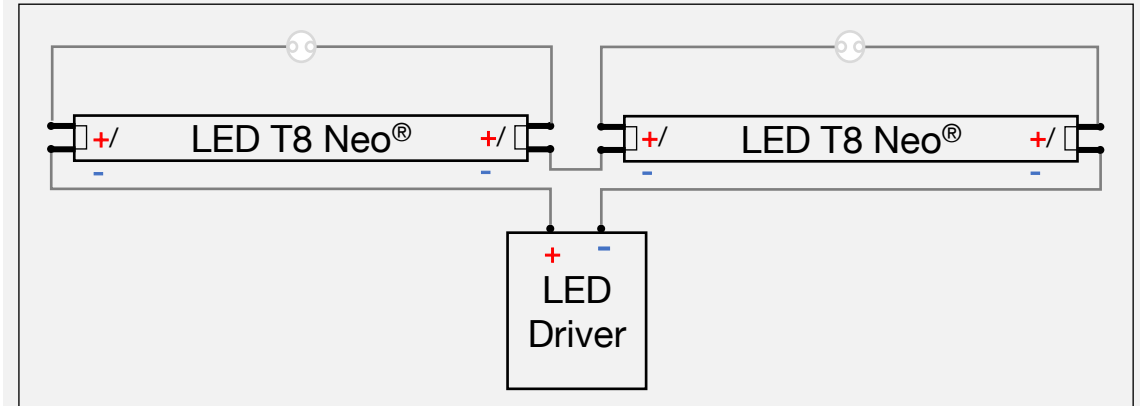 +/ LED T8 Neo® +/ +/ LED T8 Neo® +/
- - - -
+ -
LED
Driver